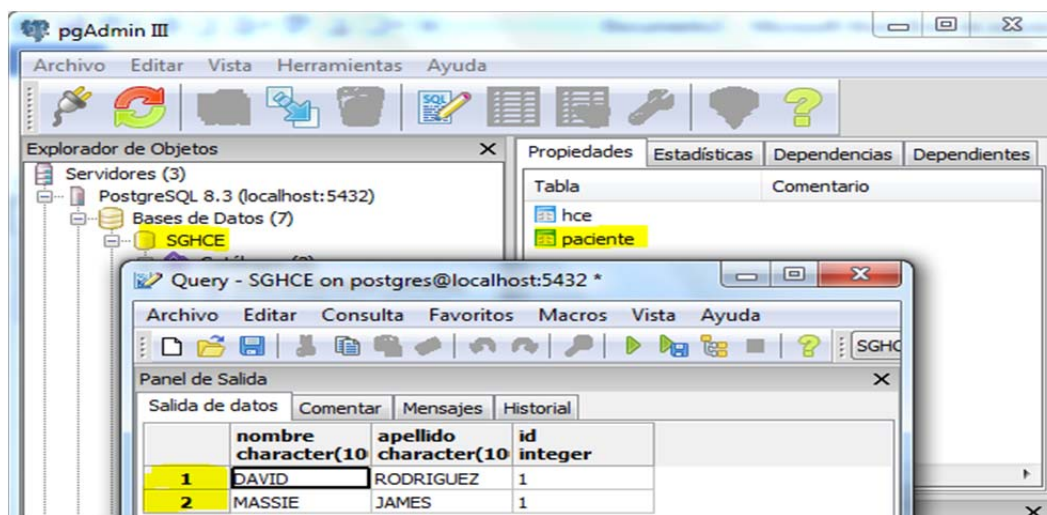 pgAdmin III
Archivo Editar Vista Herramientas Ayuda
SQL
Explorador de Objetos
Servidores (3)
PostgreSQL 8.3 (localhost:5432)
Bases de Datos (7)
SGHCE
Propiedades Estadísticas Dependencias Dependientes
Tabla Comentario
hce
paciente
Query - SGHCE on postgres@localhost:5432 *
Archivo Editar Consulta Favoritos Macros Vista Ayuda
SGHC
Panel de Salida
Salida de datos Comentar Mensajes Historial
nombre apellido id
character(10 character(10 integer
1 DAVID RODRIGUEZ 1
2 MASSIE JAMES 1